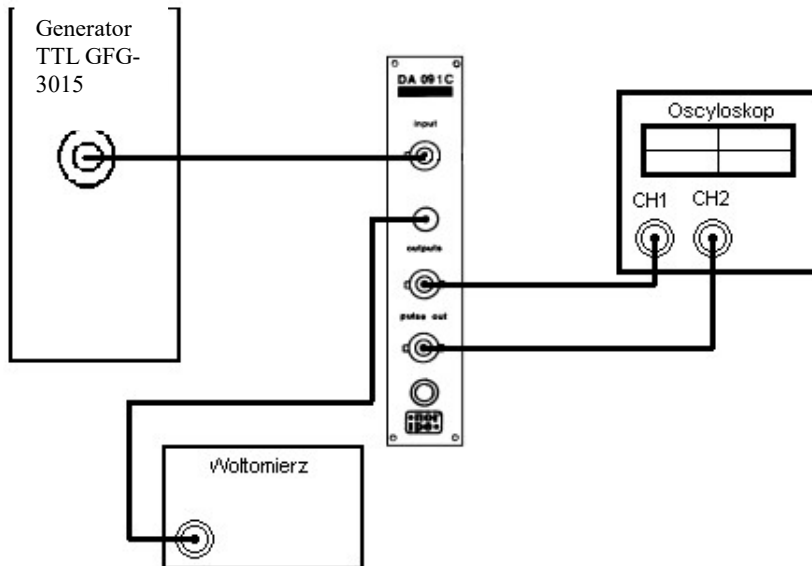 Generator
TTL GFG-
3015
DA 091C
input
outputs
pulse out
Oscyloskop
CH1 CH2
Woltomierz